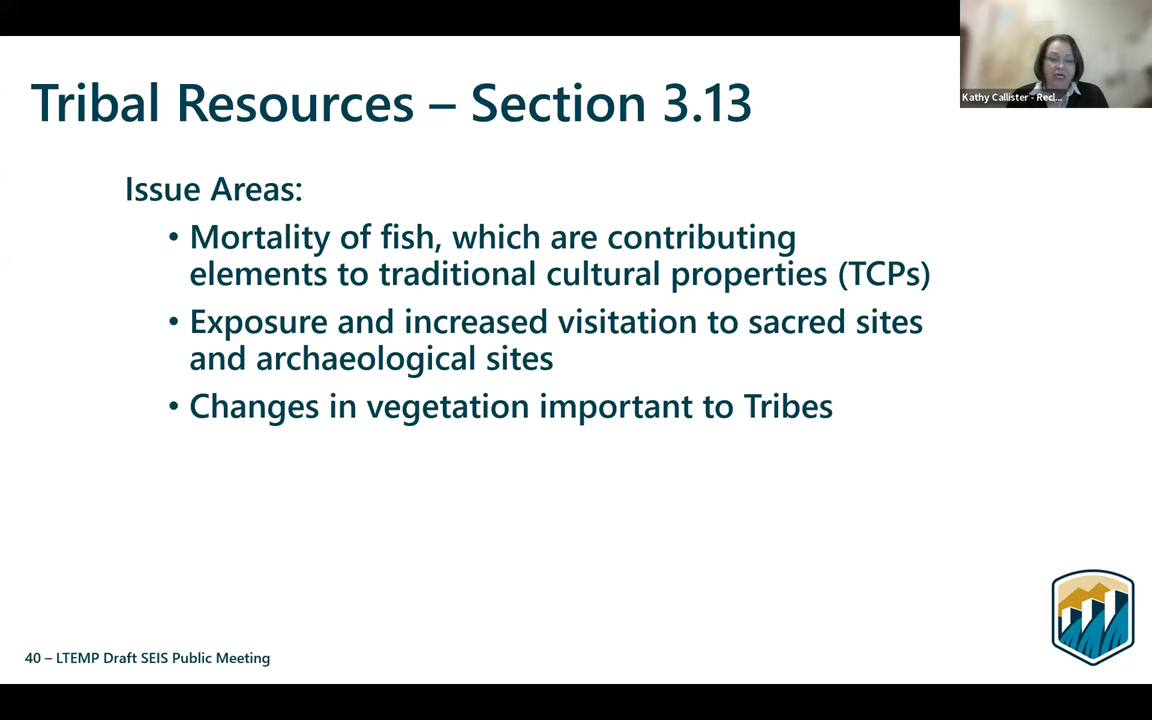 Tribal Resources – Section 3.13
Kathy Callister - Recl...
Issue Areas:
• Mortality of fish, which are contributing
elements to traditional cultural properties (TCPs)
• Exposure and increased visitation to sacred sites
and archaeological sites
• Changes in vegetation important to Tribes
40 – LTEMP Draft SEIS Public Meeting